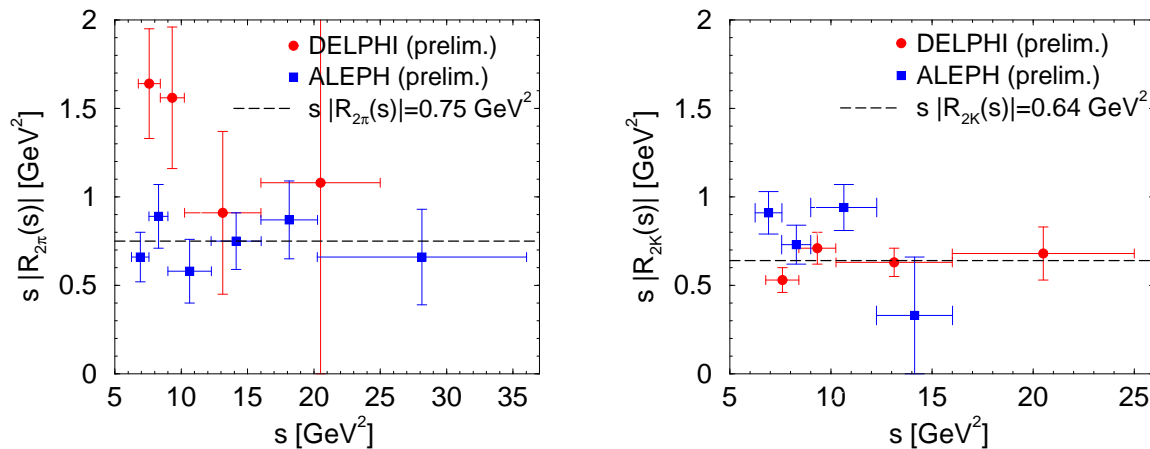 2
1.5
1
0.5
0
s |R2π(s)| [GeV²]
DELPHI (prelim.)
ALEPH (prelim.)
s |R2π(s)|=0.75 GeV²
5 10 15 20 25 30 35
s [GeV²]
2
1.5
1
0.5
0
s |R2K(s)| [GeV²]
DELPHI (prelim.)
ALEPH (prelim.)
s |R2K(s)|=0.64 GeV²
5 10 15 20 25
s [GeV²]